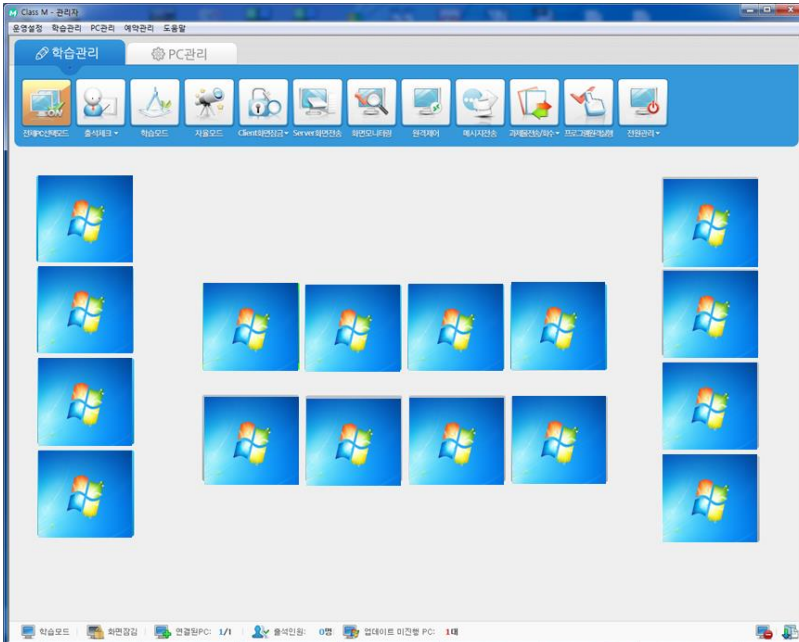 Class M - 관리자
운영설정 학습관리 PC관리 예약관리 도움말
학습관리 PC관리
전체PC선택모드 출석체크 학습모드 자율모드 Client화면잠금 Server화면전송 화면모니터링 원격제어 메시지전송 과제물전송/회수 프로그램원격실행 전원관리
학습모드 화면잠김 연결된PC: 1/1 출석인원: 0명 업데이트 미진행 PC: 1대